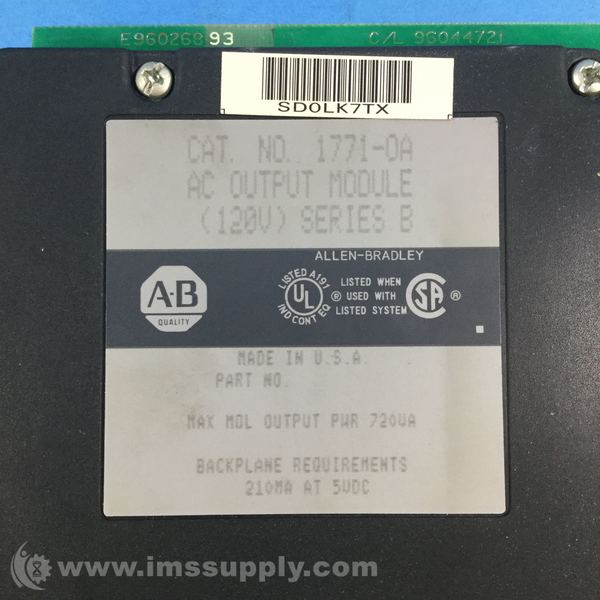 E96026893
C/L 96044721
SD0LK7TX
CAT. NO. 1771-OA
AC OUTPUT MODULE
(120V) SERIES B
ALLEN-BRADLEY
A-B
QUALITY
LISTED A191
UL
IND CONT EQ
®
LISTED WHEN
USED WITH
LISTED SYSTEM
SA
®
MADE IN U.S.A.
PART NO.
MAX MDL OUTPUT PWR 720VA
BACKPLANE REQUIREMENTS
210MA AT 5VDC
www.imssupply.com/